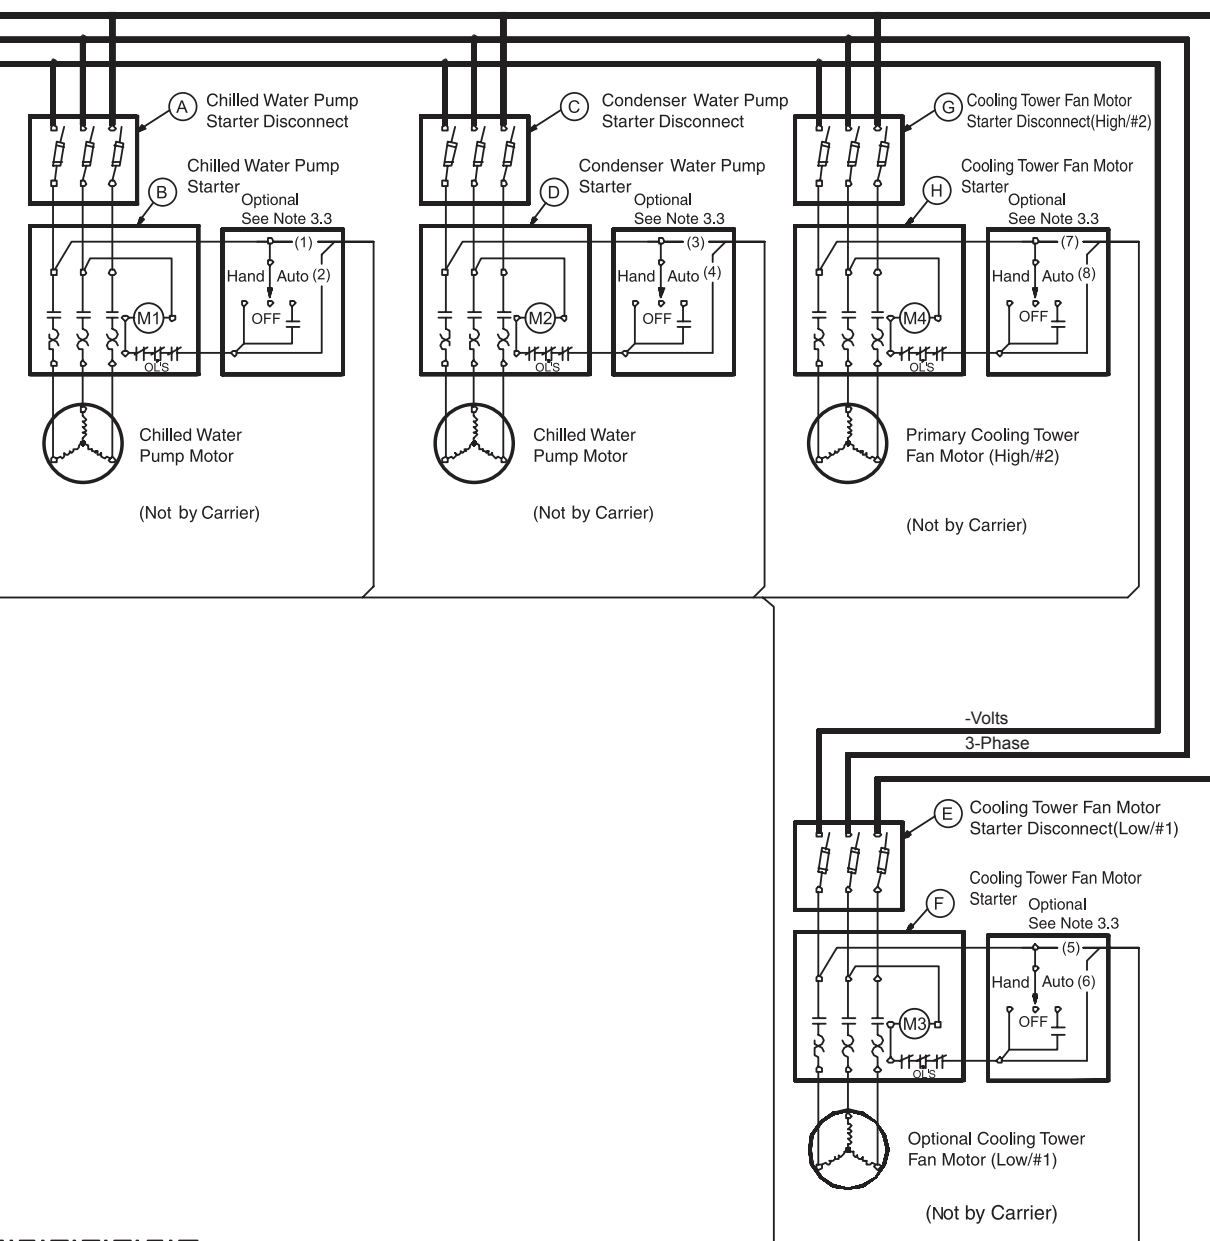 A
Chilled Water Pump
Starter Disconnect
B
Chilled Water Pump
Starter
Optional
See Note 3.3
(1)
Hand
Auto (2)
OFF
M1
OL'S
Chilled Water
Pump Motor
(Not by Carrier)
C
Condenser Water Pump
Starter Disconnect
D
Condenser Water Pump
Starter
Optional
See Note 3.3
(3)
Hand
Auto (4)
OFF
M2
OL'S
Chilled Water
Pump Motor
(Not by Carrier)
G
Cooling Tower Fan Motor
Starter Disconnect(High/#2)
H
Cooling Tower Fan Motor
Starter
Optional
See Note 3.3
(7)
Hand
Auto (8)
OFF
M4
OL'S
Primary Cooling Tower
Fan Motor (High/#2)
(Not by Carrier)
-Volts
3-Phase
E
Cooling Tower Fan Motor
Starter Disconnect(Low/#1)
F
Cooling Tower Fan Motor
Starter
Optional
See Note 3.3
(5)
Hand
Auto (6)
OFF
M3
OL'S
Optional Cooling Tower
Fan Motor (Low/#1)
(Not by Carrier)